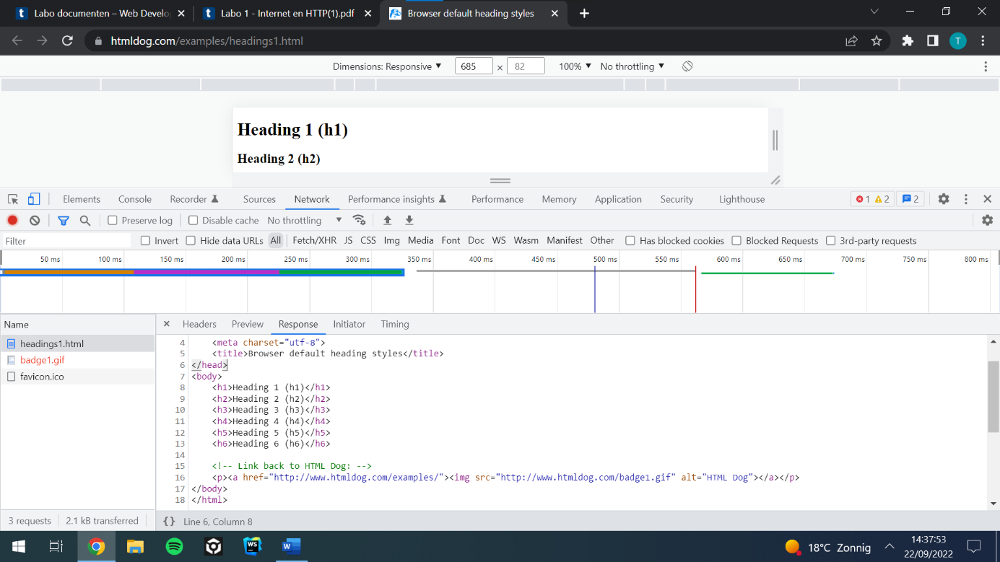 Labo documenten – Web Develo
Labo 1 - Internet en HTTP(1).pdf
Browser default heading styles
htmldog.com/examples/headings1.html
T
Dimensions: Responsive ▼ 685 × 82 100% ▼ No throttling ▼
Heading 1 (h1)
Heading 2 (h2)
Elements Console Recorder Sources Network Performance insights Performance Memory Application Security Lighthouse 1 2 2
Preserve log Disable cache No throttling ▼
Filter Invert Hide data URLs All Fetch/XHR JS CSS Img Media Font Doc WS Wasm Manifest Other Has blocked cookies Blocked Requests 3rd-party requests
50 ms 100 ms 150 ms 200 ms 250 ms 300 ms 350 ms 400 ms 450 ms 500 ms 550 ms 600 ms 650 ms 700 ms 750 ms 800 ms
Name
headings1.html
badge1.gif
favicon.ico
Headers Preview Response Initiator Timing
4 <meta charset="utf-8">
5 <title>Browser default heading styles</title>
6 </head>
7 <body>
8 <h1>Heading 1 (h1)</h1>
9 <h2>Heading 2 (h2)</h2>
10 <h3>Heading 3 (h3)</h3>
11 <h4>Heading 4 (h4)</h4>
12 <h5>Heading 5 (h5)</h5>
13 <h6>Heading 6 (h6)</h6>
14
15 <!-- Link back to HTML Dog: -->
16 <p><a href="http://www.htmldog.com/examples/"><img src="http://www.htmldog.com/badge1.gif" alt="HTML Dog"></a></p>
17 </body>
18 </html>
3 requests 2.1 kB transferred
{} Line 6, Column 8
18°C Zonnig
14:37:53
22/09/2022